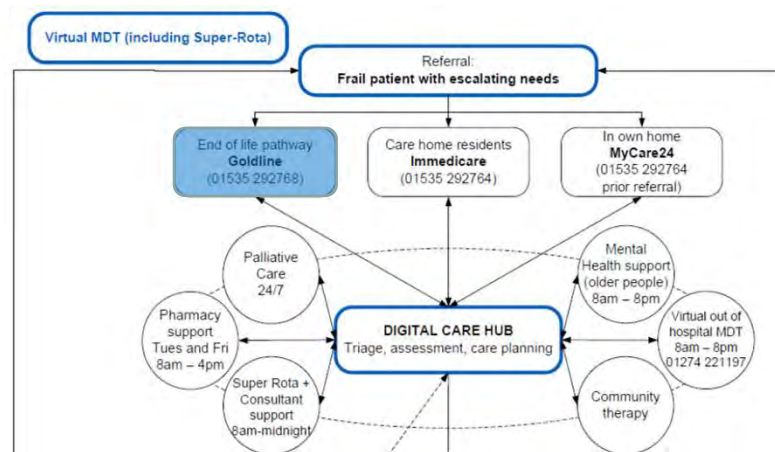 Virtual MDT (including Super-Rota)
Referral:
Frail patient with escalating needs
End of life pathway
Goldline
(01535 292768)
Care home residents
Immedicare
(01535 292764)
In own home
MyCare24
(01535 292764
prior referral)
Palliative
Care
24/7
Mental
Health support
(older people)
8am – 8pm
Pharmacy
support
Tues and Fri
8am – 4pm
DIGITAL CARE HUB
Triage, assessment, care planning
Virtual out of
hospital MDT
8am – 8pm
01274 221197
Super Rota +
Consultant
support
8am-midnight
Community
therapy